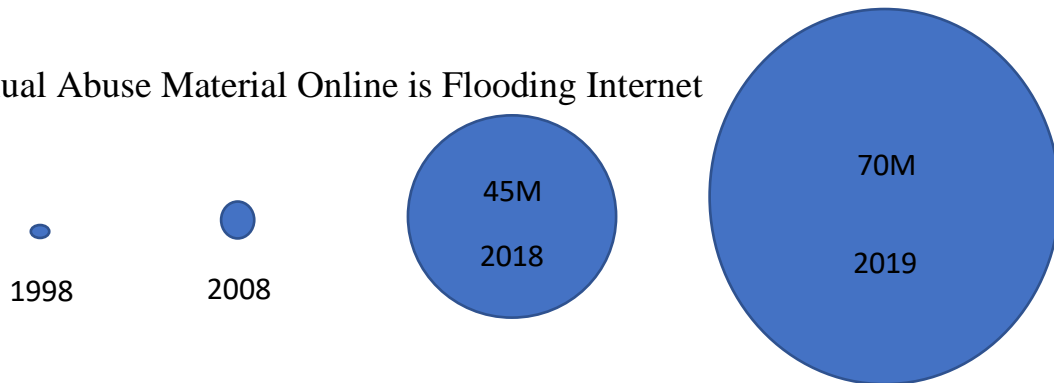 ual Abuse Material Online is Flooding Internet
70M
45M
2018
2019
1998
2008